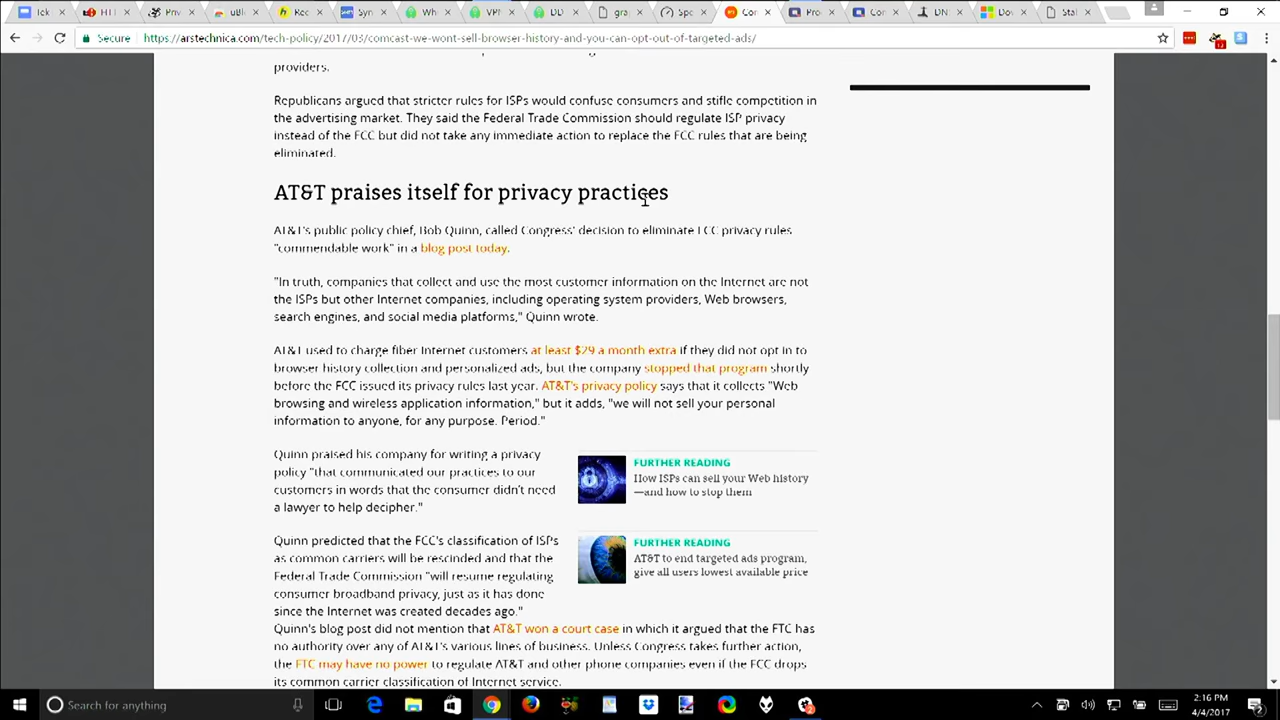 Tek
HTT
Priv
uBl
Rec
Syn
Wh
VPN
DD
gra
Spe
Co
Pro
Con
DN
Dov
Stal
Secure
https://arstechnica.com/tech-policy/2017/03/comcast-we-wont-sell-browser-history-and-you-can-opt-out-of-targeted-ads/
providers.
Republicans argued that stricter rules for ISPs would confuse consumers and stifle competition in
the advertising market. They said the Federal Trade Commission should regulate ISP privacy
instead of the FCC but did not take any immediate action to replace the FCC rules that are being
eliminated.
AT&T praises itself for privacy practices
AT&T's public policy chief, Bob Quinn, called Congress' decision to eliminate FCC privacy rules
"commendable work" in a blog post today.
"In truth, companies that collect and use the most customer information on the Internet are not
the ISPs but other Internet companies, including operating system providers, Web browsers,
search engines, and social media platforms," Quinn wrote.
AT&T used to charge fiber Internet customers at least $29 a month extra if they did not opt in to
browser history collection and personalized ads, but the company stopped that program shortly
before the FCC issued its privacy rules last year. AT&T's privacy policy says that it collects "Web
browsing and wireless application information," but it adds, "we will not sell your personal
information to anyone, for any purpose. Period."
Quinn praised his company for writing a privacy
policy "that communicated our practices to our
customers in words that the consumer didn't need
a lawyer to help decipher."
FURTHER READING
How ISPs can sell your Web history
—and how to stop them
Quinn predicted that the FCC's classification of ISPs
as common carriers will be rescinded and that the
Federal Trade Commission "will resume regulating
consumer broadband privacy, just as it has done
since the Internet was created decades ago."
FURTHER READING
AT&T to end targeted ads program,
give all users lowest available price
Quinn's blog post did not mention that AT&T won a court case in which it argued that the FTC has
no authority over any of AT&T's various lines of business. Unless Congress takes further action,
the FTC may have no power to regulate AT&T and other phone companies even if the FCC drops
its common carrier classification of Internet service.
Search for anything
2:16 PM
4/4/2017